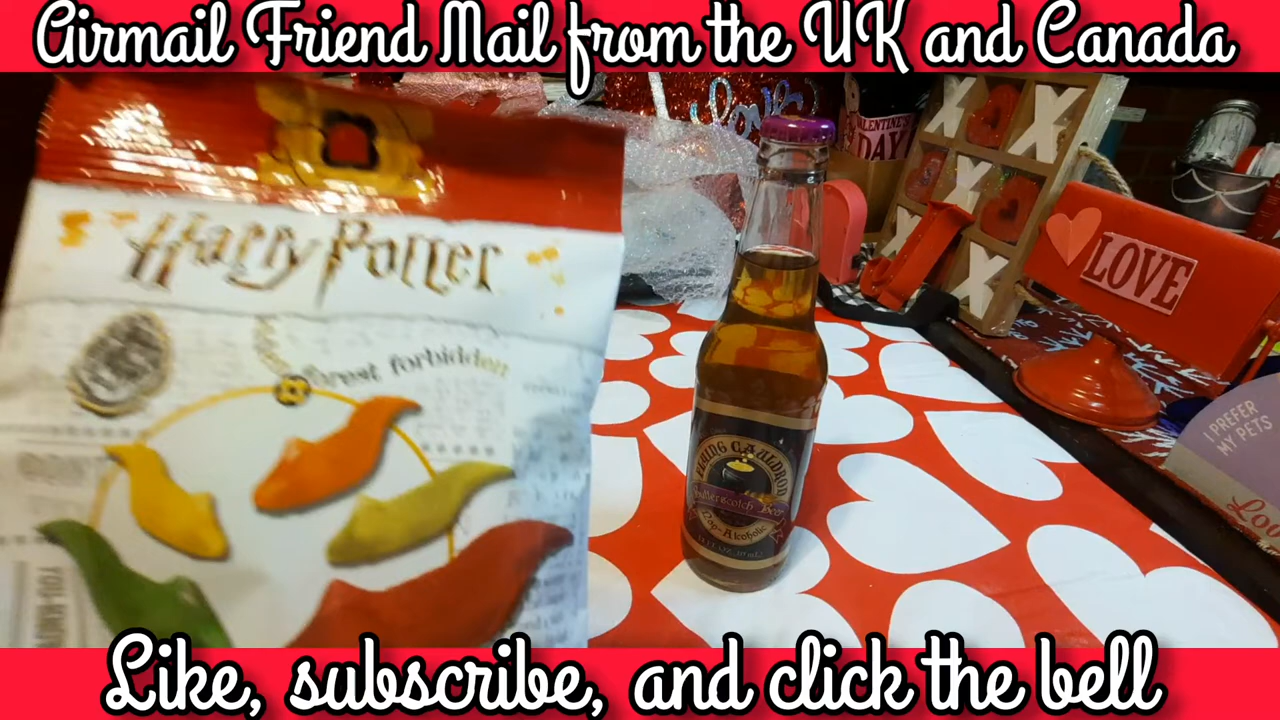 Airmail Friend Mail from the UK and Canada
Harry Potter
forest forbidden
Love
VALENTINE'S
DAY
X
X
X
X
X
LOVE
FLYING CAULDRON
Butterscotch Beer
Non-Alcoholic
I PREFER
MY PETS
Like, subscribe, and click the bell